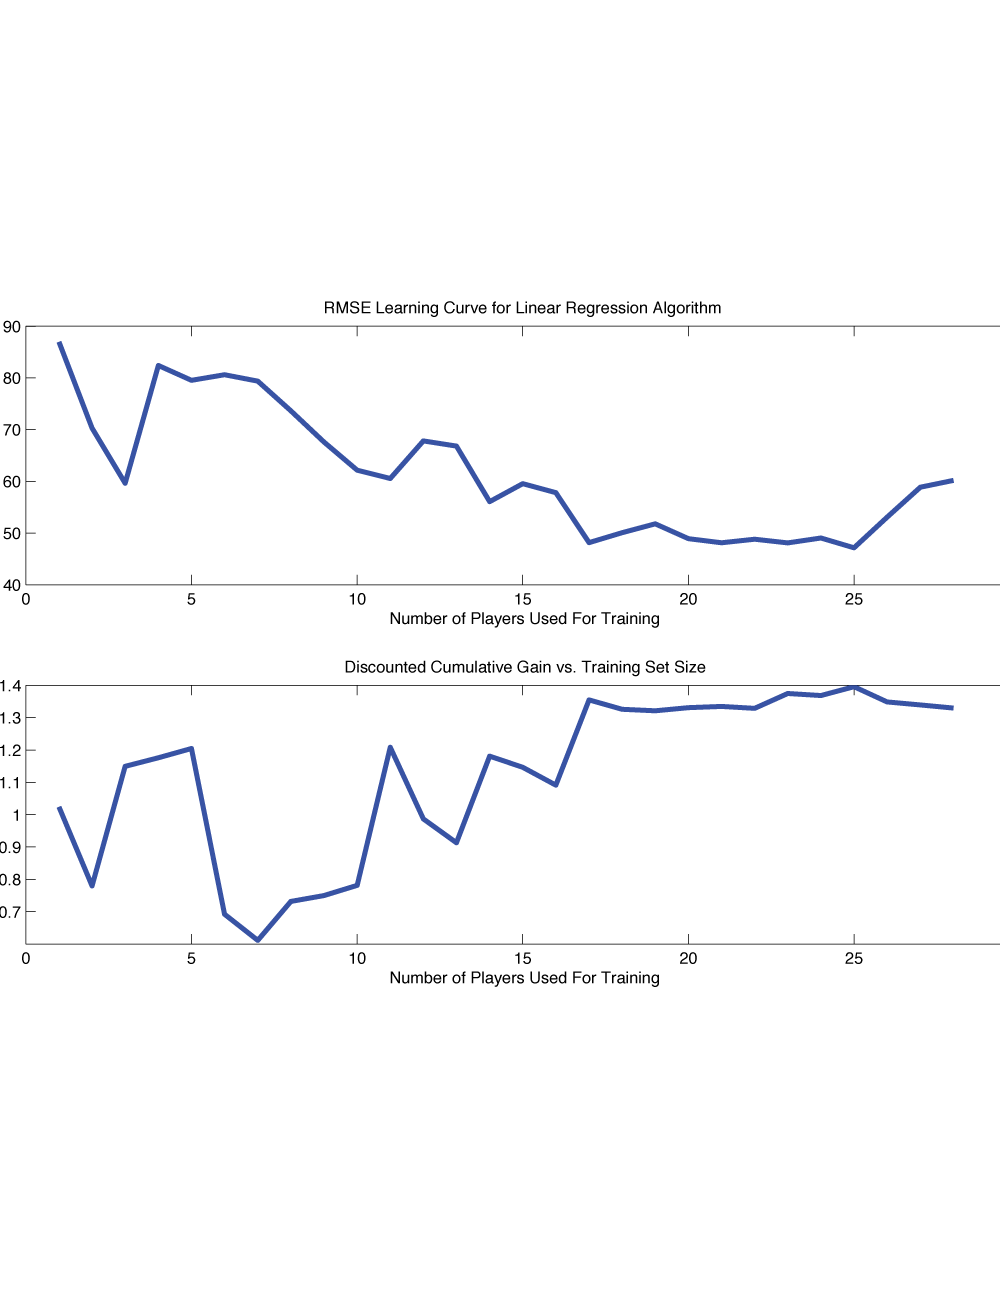 RMSE Learning Curve for Linear Regression Algorithm
90
80
70
60
50
40
0 5 10 15 20 25
Number of Players Used For Training
Discounted Cumulative Gain vs. Training Set Size
1.4
1.3
1.2
1.1
1
0.9
0.8
0.7
0 5 10 15 20 25
Number of Players Used For Training